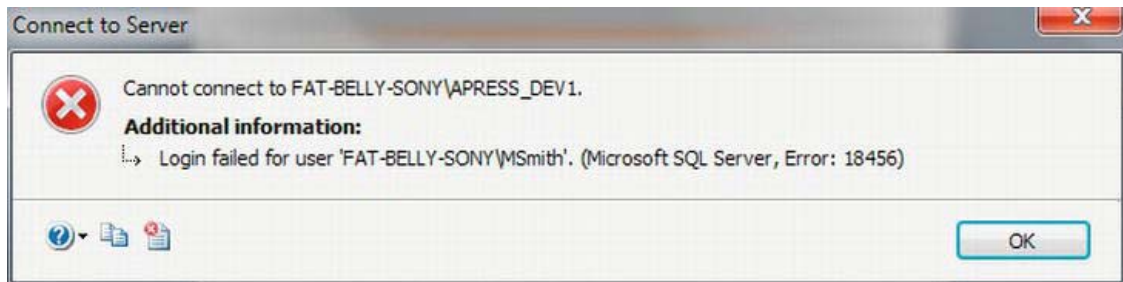 Connect to Server
Cannot connect to FAT-BELLY-SONY\APRESS_DEV1.
Additional information:
Login failed for user 'FAT-BELLY-SONY\MSmith'. (Microsoft SQL Server, Error: 18456)
OK